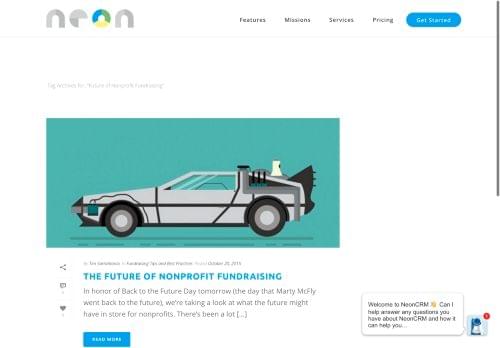 neon
Features
Missions
Services
Pricing
Get Started
Tag Archives for: "Future of Nonprofit Fundraising"
in Fundraising Tips and Best Practices Posted October 20, 2015
THE FUTURE OF NONPROFIT FUNDRAISING
In honor of Back to the Future Day tomorrow (the day that Marty McFly
went back to the future), we're taking a look at what the future might
have in store for nonprofits. There's been a lot [...]
READ MORE
Welcome to NeonCRM 👋 Can I
help answer any questions you
have about NeonCRM and how it
can help you...
1